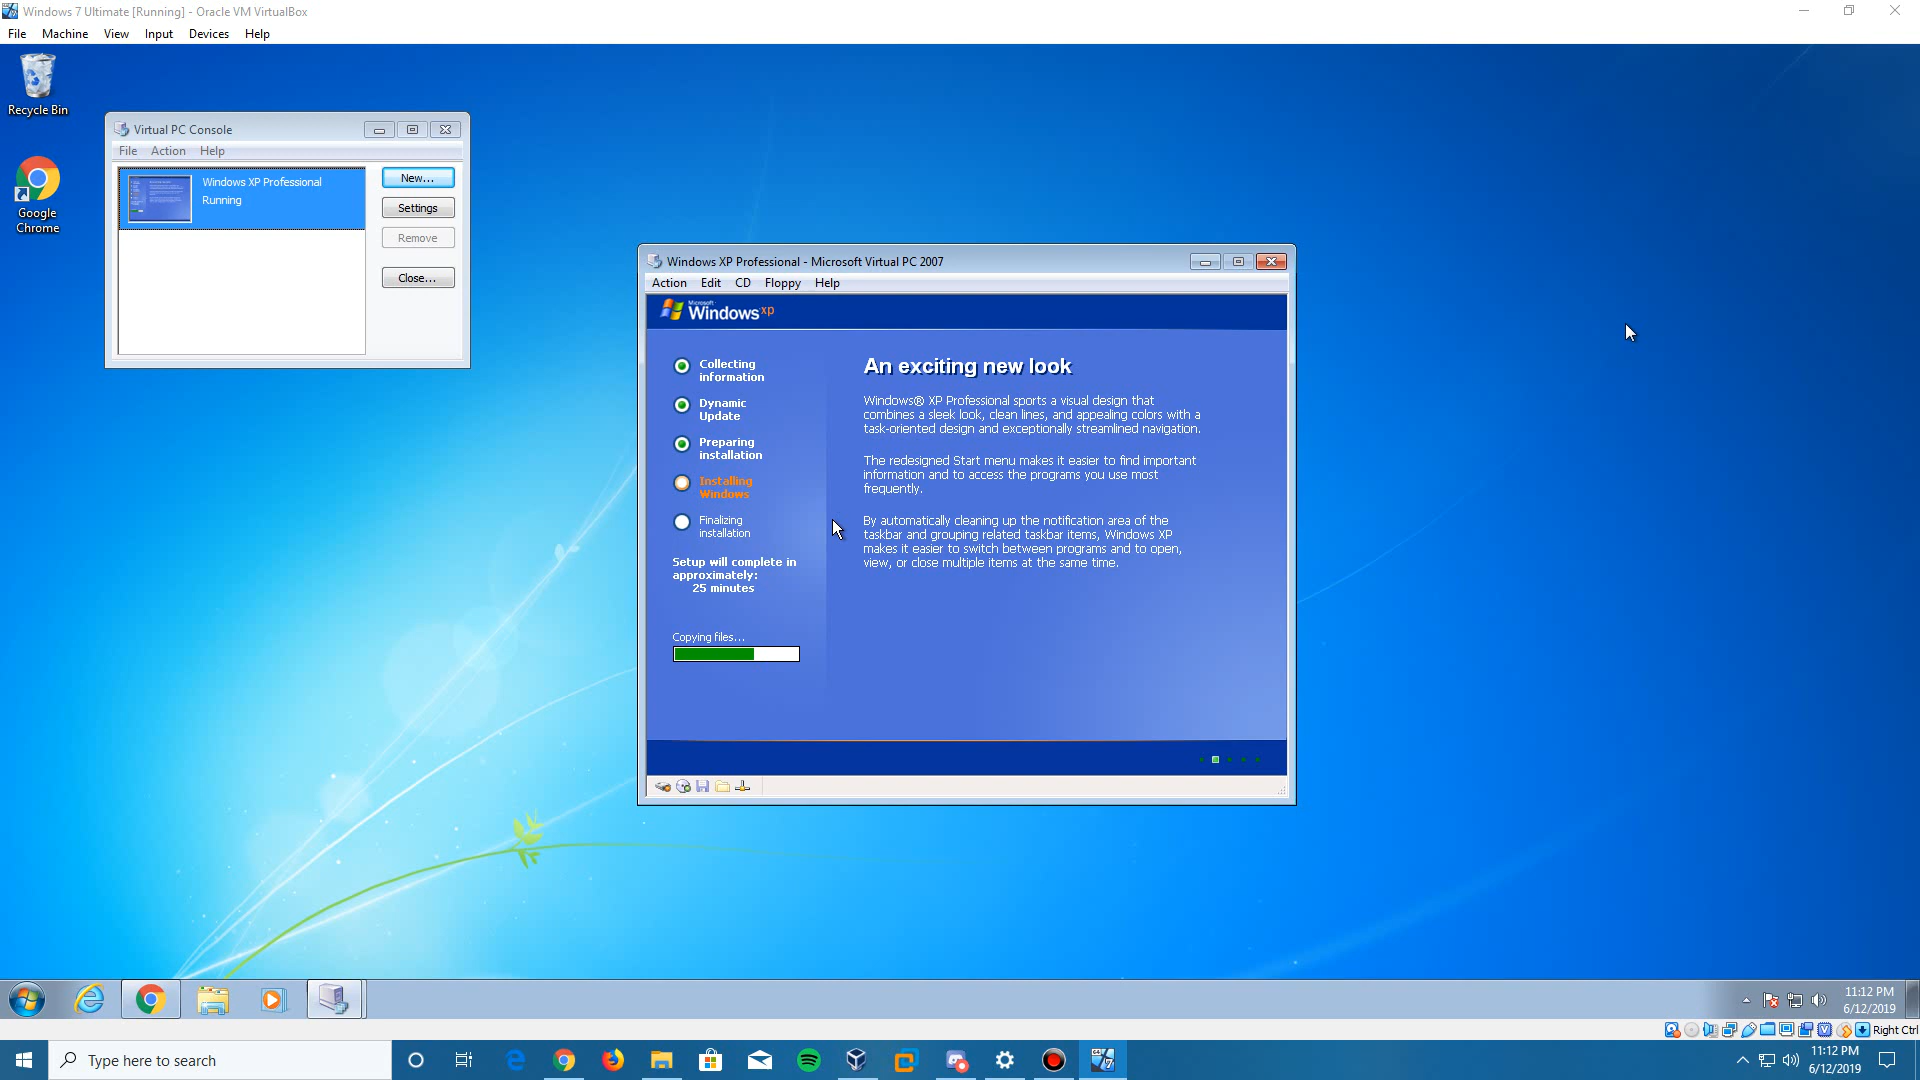 Windows 7 Ultimate [Running] - Oracle VM VirtualBox
File Machine View Input Devices Help
Recycle Bin
Google
Chrome
Virtual PC Console
File Action Help
Windows XP Professional
Running
New...
Settings
Remove
Close...
Windows XP Professional - Microsoft Virtual PC 2007
Action Edit CD Floppy Help
Microsoft
Windows xp
Collecting
information
Dynamic
Update
Preparing
installation
Installing
Windows
Finalizing
installation
Setup will complete in
approximately:
25 minutes
Copying files...
An exciting new look
Windows® XP Professional sports a visual design that
combines a sleek look, clean lines, and appealing colors with a
task-oriented design and exceptionally streamlined navigation.
The redesigned Start menu makes it easier to find important
information and to access the programs you use most
frequently.
By automatically cleaning up the notification area of the
taskbar and grouping related taskbar items, Windows XP
makes it easier to switch between programs and to open,
view, or close multiple items at the same time.
11:12 PM
6/12/2019
Right Ctrl
Type here to search
11:12 PM
6/12/2019